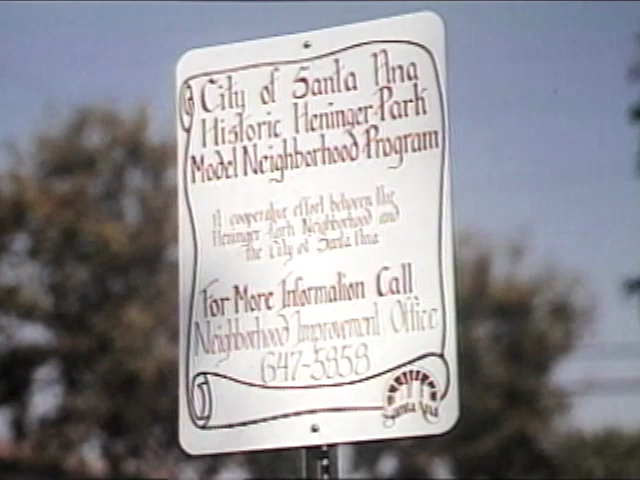 City of Santa Ana
Historic Heninger Park
Model Neighborhood Program
A cooperative effort between the
Heninger Park Neighborhood and
the City of Santa Ana
For More Information Call
Neighborhood Improvement Office
647-5858
Santa Ana